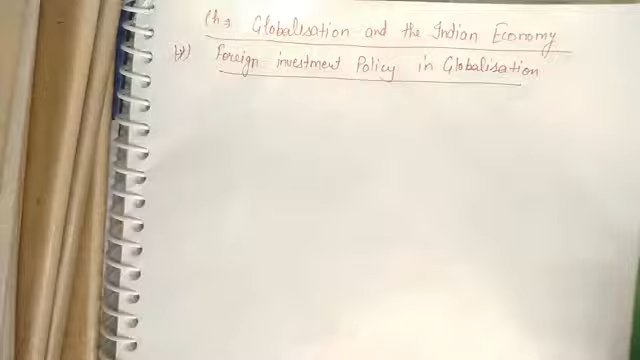 Ch 3 Globalisation and the Indian Economy
Foreign investment Policy in Globalisation